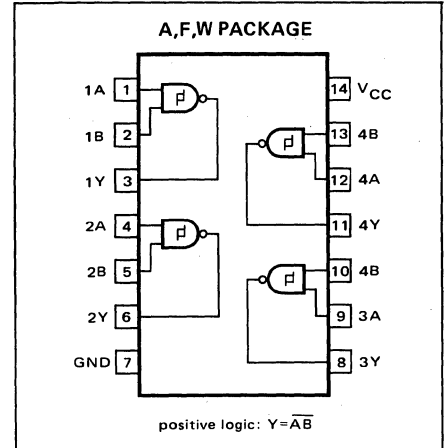 A,F,W PACKAGE
1A 1
14 VCC
1B 2
13 4B
12 4A
1Y 3
2A 4
11 4Y
2B 5
10 4B
2Y 6
9 3A
GND 7
8 3Y
positive logic: Y=A̅B̅